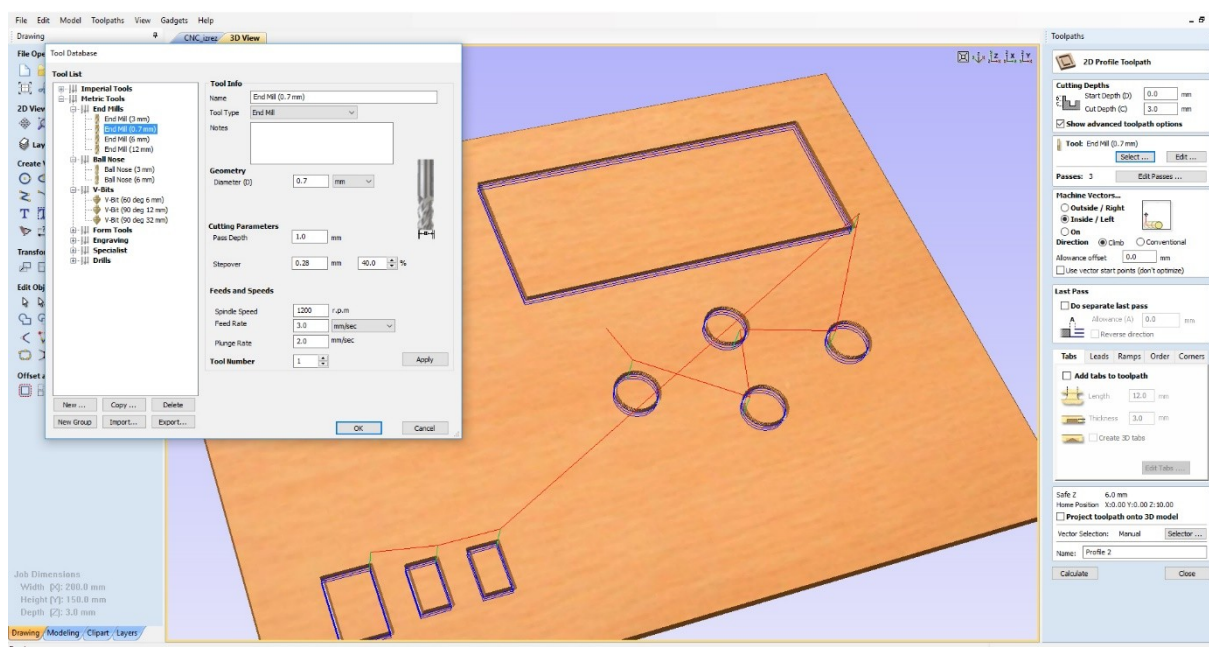 File Edit Model Toolpaths View Gadgets Help
Drawing
CNC_izrez 3D View
File Ope
2D View
Lay
Create V
Transfo
Edit Obj
Offset a
Job Dimensions
Width [X]: 200.0 mm
Height [Y]: 150.0 mm
Depth [Z]: 3.0 mm
Drawing Modeling Clipart Layers
Tool Database
Tool List
Imperial Tools
Metric Tools
End Mills
End Mill (3 mm)
End Mill (0.7 mm)
End Mill (6 mm)
End Mill (12 mm)
Ball Nose
Ball Nose (3 mm)
Ball Nose (6 mm)
V-Bits
V-Bit (60 deg 6 mm)
V-Bit (90 deg 12 mm)
V-Bit (90 deg 32 mm)
Form Tools
Engraving
Specialist
Drills
New ... Copy ... Delete
New Group Import... Export...
Tool Info
Name End Mill (0.7 mm)
Tool Type End Mill
Notes
Geometry
Diameter (D) 0.7 mm
Cutting Parameters
Pass Depth 1.0 mm
Stepover 0.28 mm 40.0 %
Feeds and Speeds
Spindle Speed 1200 r.p.m
Feed Rate 3.0 mm/sec
Plunge Rate 2.0 mm/sec
Tool Number 1 Apply
OK Cancel
Toolpaths
2D Profile Toolpath
Cutting Depths
Start Depth (D) 0.0 mm
Cut Depth (C) 3.0 mm
Show advanced toolpath options
Tool: End Mill (0.7 mm)
Select ... Edit ...
Passes: 3 Edit Passes ...
Machine Vectors...
Outside / Right
Inside / Left
On
Direction Climb Conventional
Allowance offset 0.0 mm
Use vector start points (don't optimize)
Last Pass
Do separate last pass
Allowance (A) 0.0 mm
Reverse direction
Tabs Leads Ramps Order Corners
Add tabs to toolpath
Length 12.0 mm
Thickness 3.0 mm
Create 3D tabs
Edit Tabs ...
Safe Z 6.0 mm
Home Position X:0.00 Y:0.00 Z:10.00
Project toolpath onto 3D model
Vector Selection: Manual Selector ...
Name: Profile 2
Calculate Close